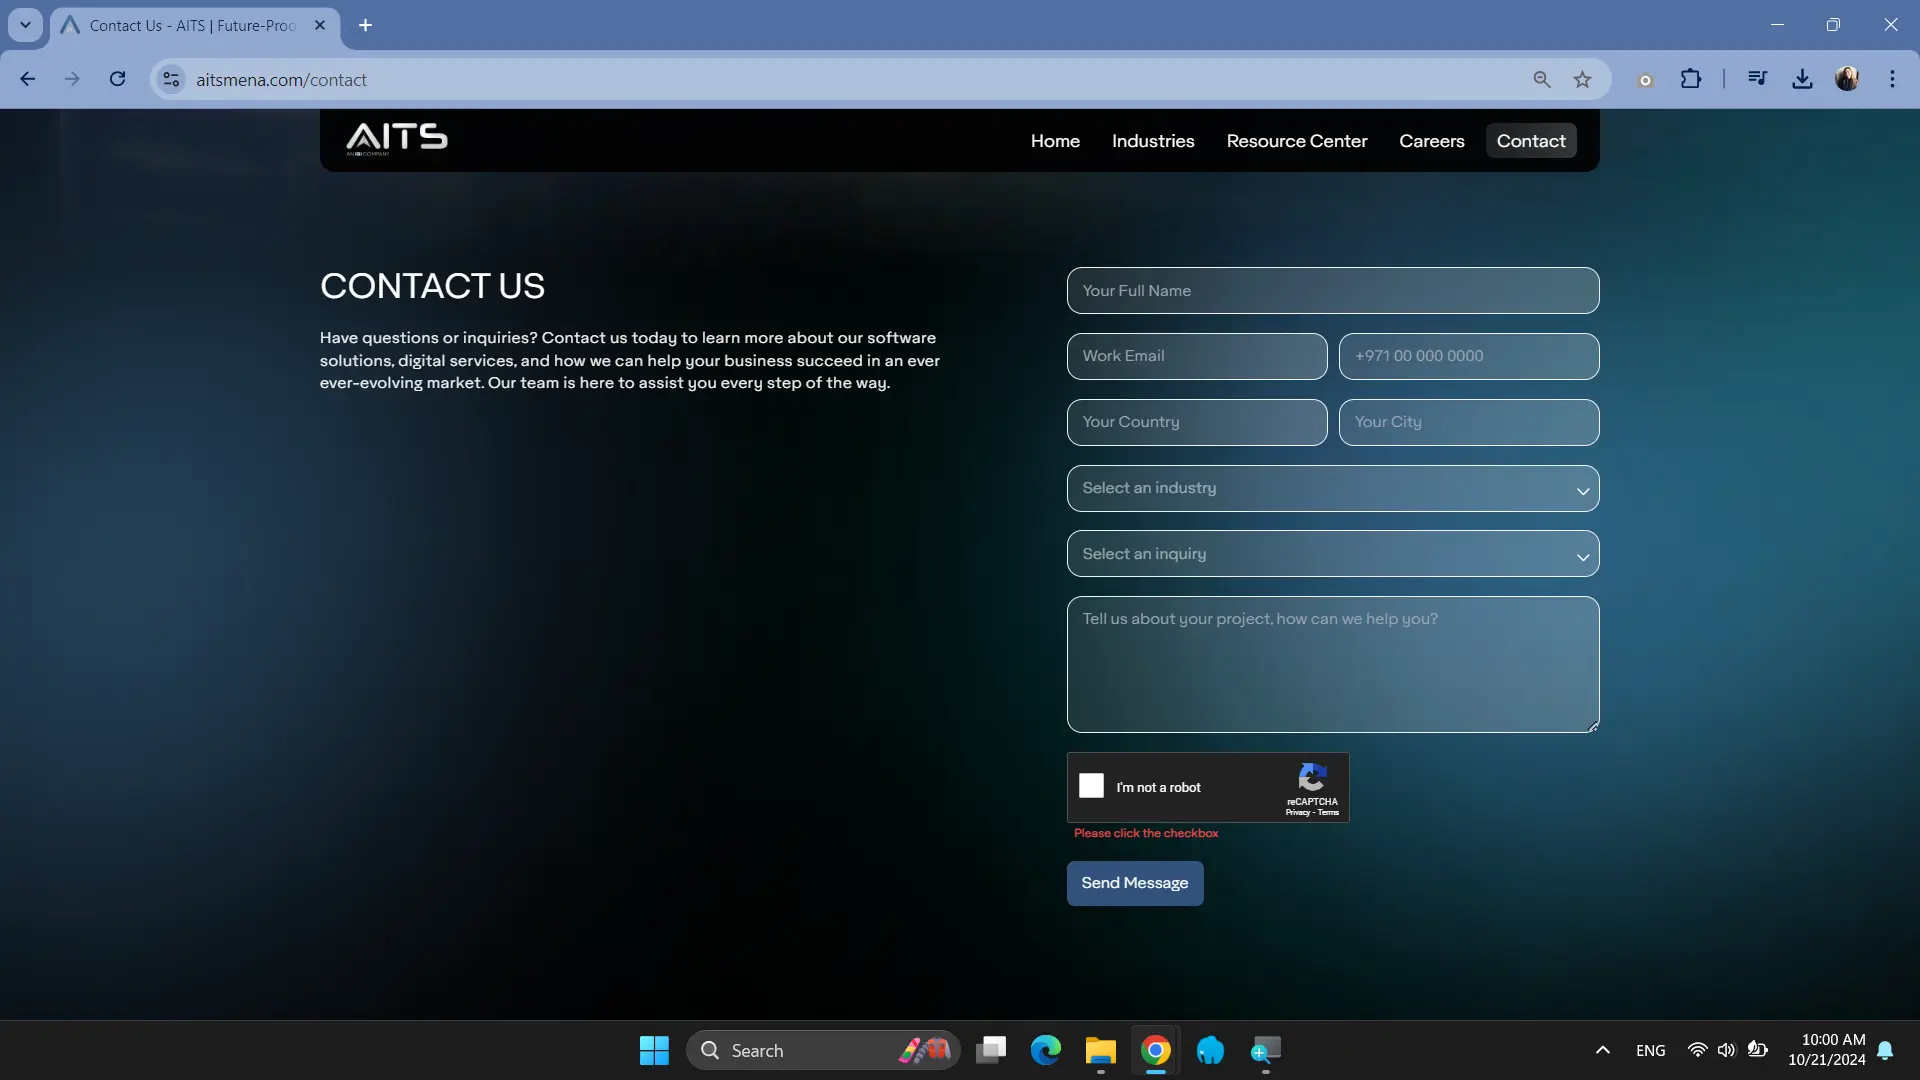 Contact Us - AITS | Future-Proo
aitsmena.com/contact
AITS
AN IBI COMPANY
Home
Industries
Resource Center
Careers
Contact
CONTACT US
Have questions or inquiries? Contact us today to learn more about our software
solutions, digital services, and how we can help your business succeed in an ever
ever-evolving market. Our team is here to assist you every step of the way.
Your Full Name
Work Email
+971 00 000 0000
Your Country
Your City
Select an industry
Select an inquiry
Tell us about your project, how can we help you?
I'm not a robot
reCAPTCHA
Privacy - Terms
Please click the checkbox
Send Message
Search
ENG
10:00 AM
10/21/2024